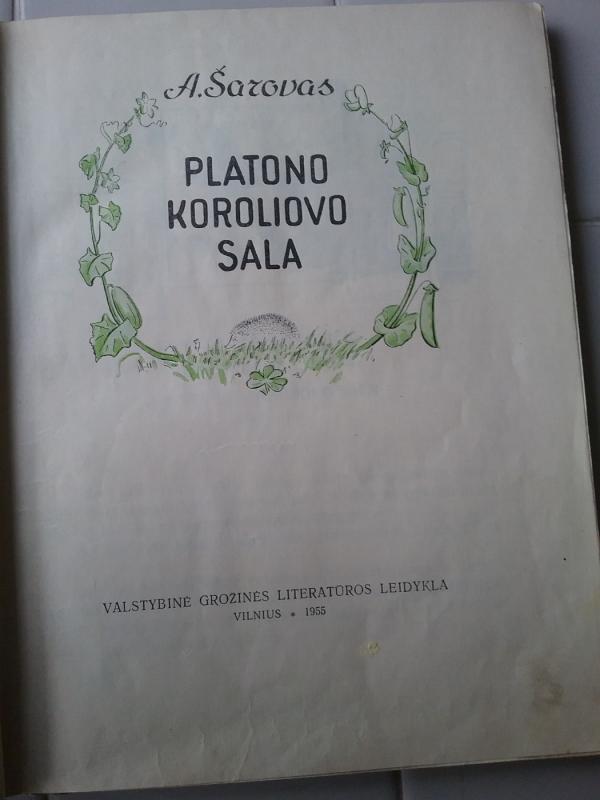 A. Šarovas
PLATONO
KOROLIOVO
SALA
VALSTYBINĖ GROŽINĖS LITERATŪROS LEIDYKLA
VILNIUS • 1955